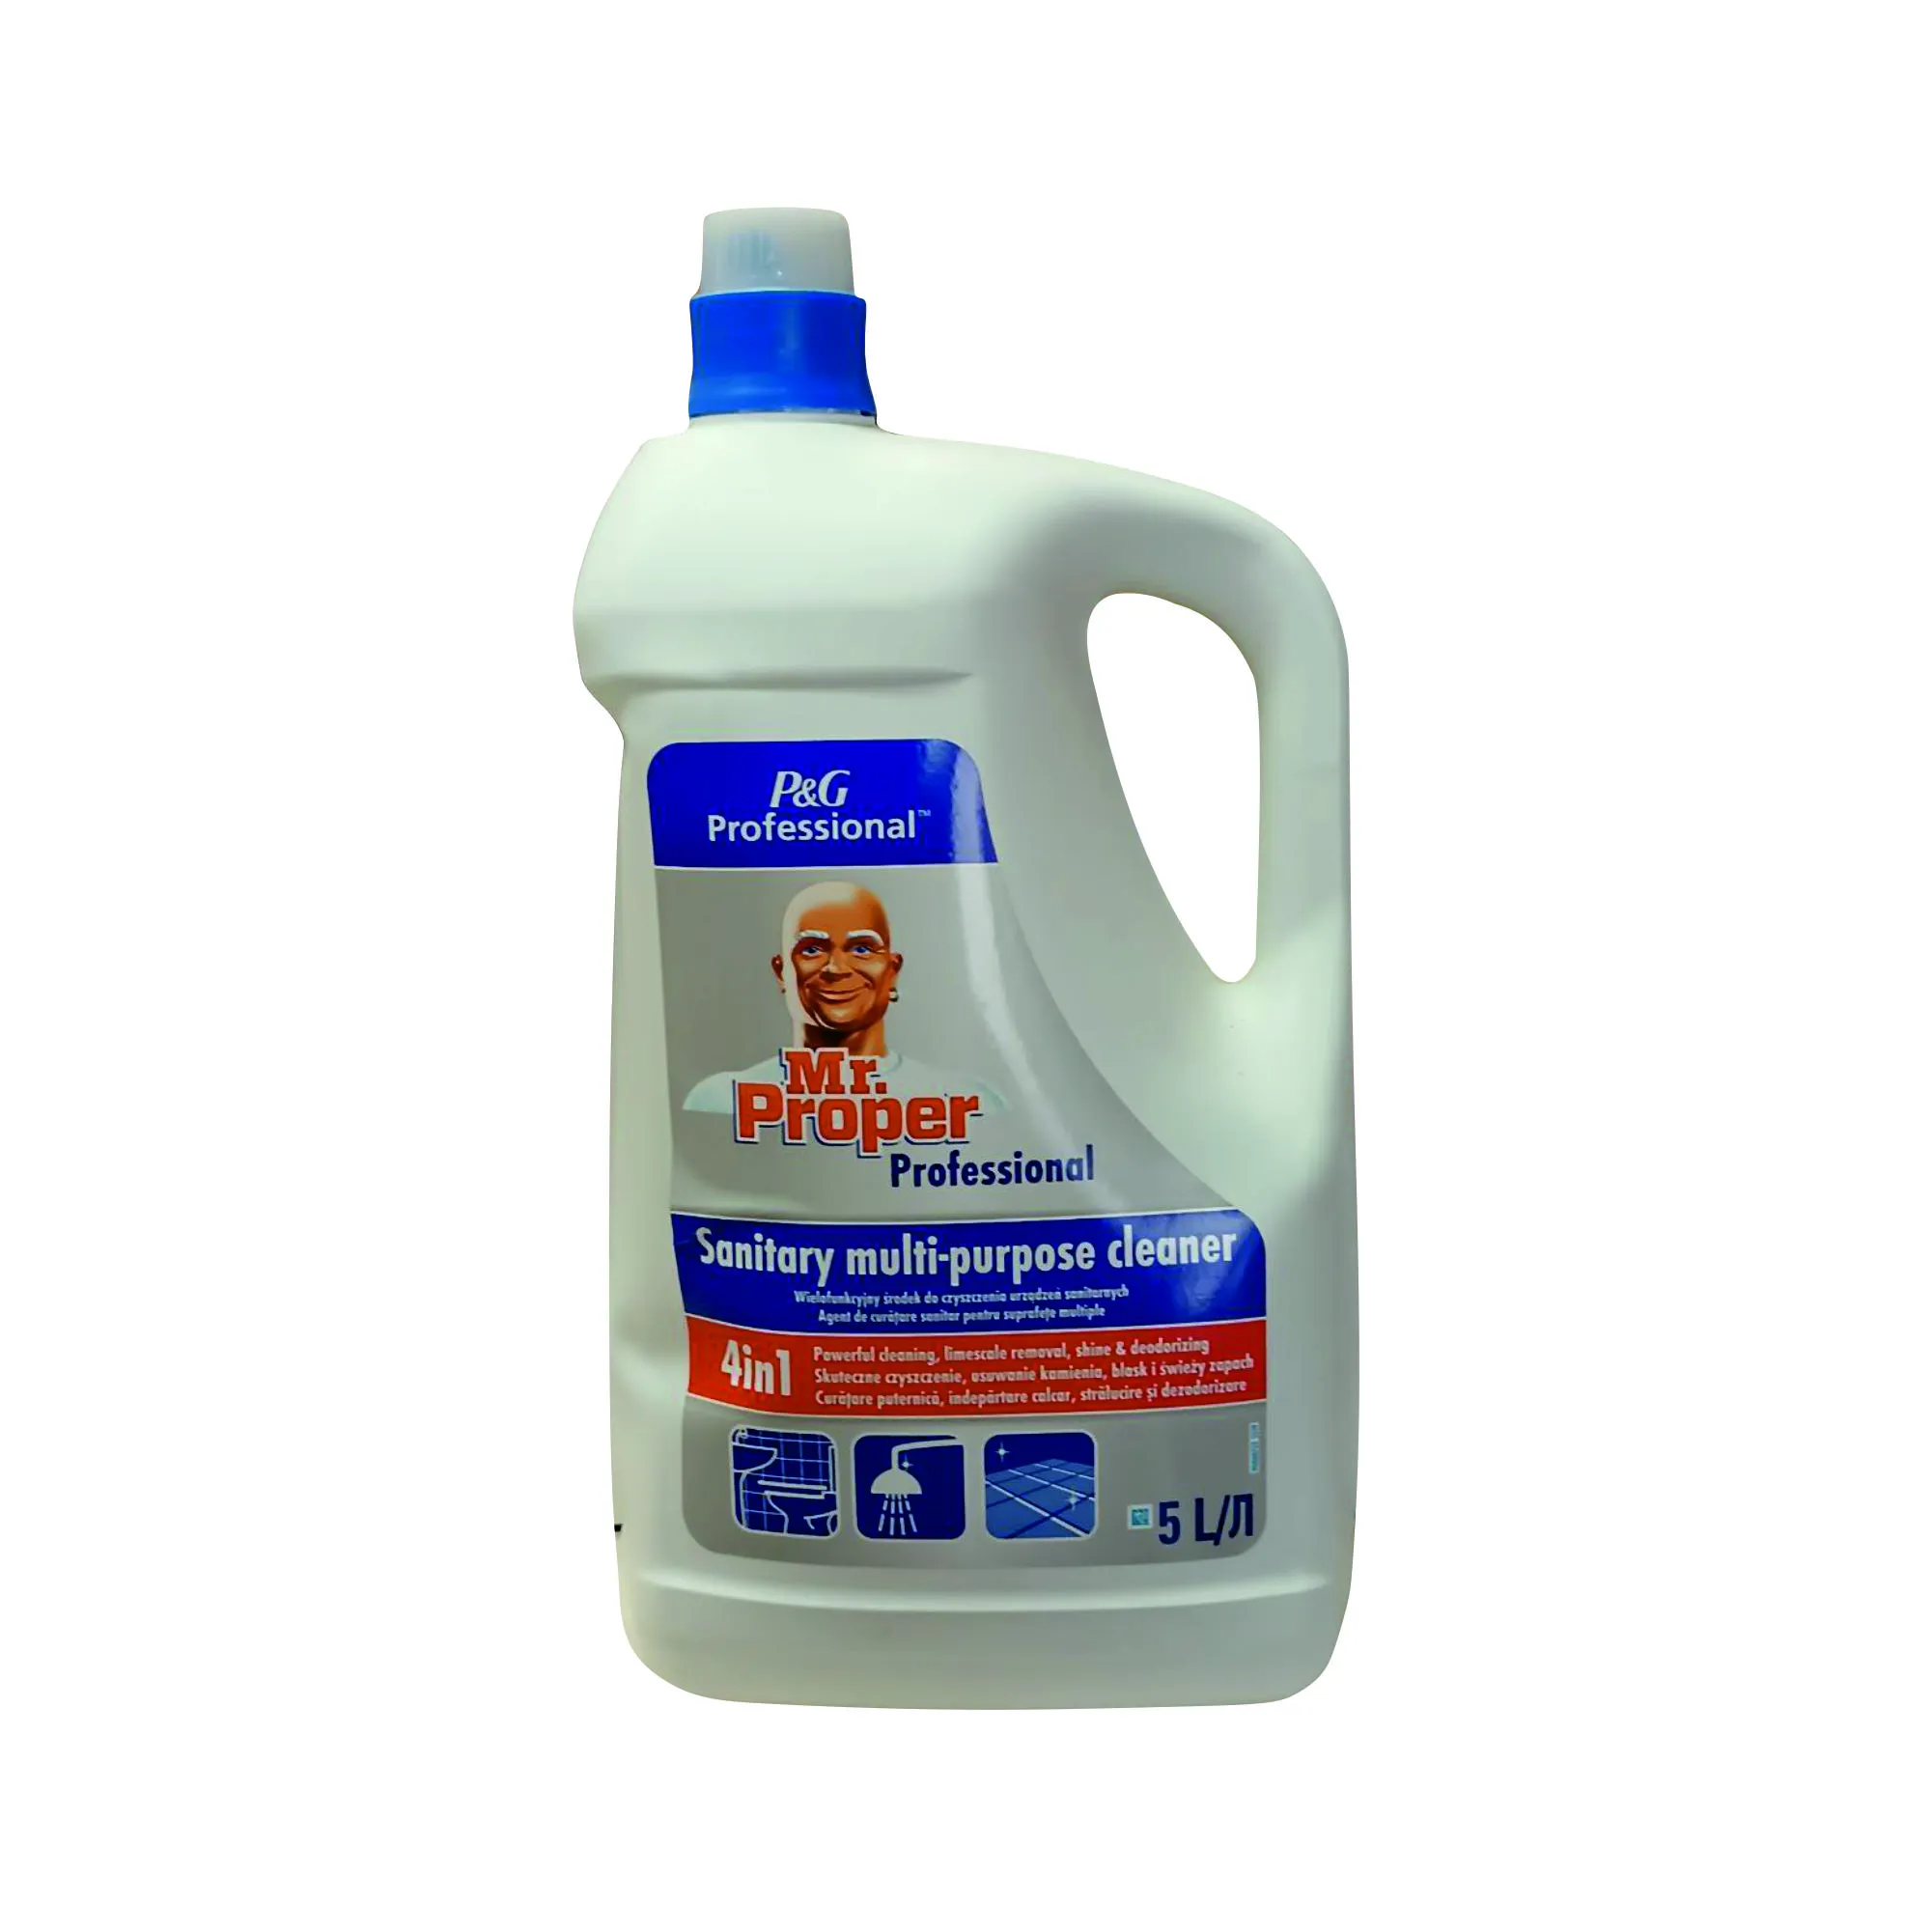 P&G
Professional™
Mr.
Proper
Professional
Sanitary multi-purpose cleaner
Wielofunkcyjny środek do czyszczenia urządzeń sanitarnych
Agent de curățare sanitar pentru suprafețe multiple
4in1
Powerful cleaning, limescale removal, shine & deodorizing
Skuteczne czyszczenie, usuwanie kamienia, blask i świeży zapach
Curățare puternică, îndepărtare calcar, strălucire și dezodorizare
5 L/Л